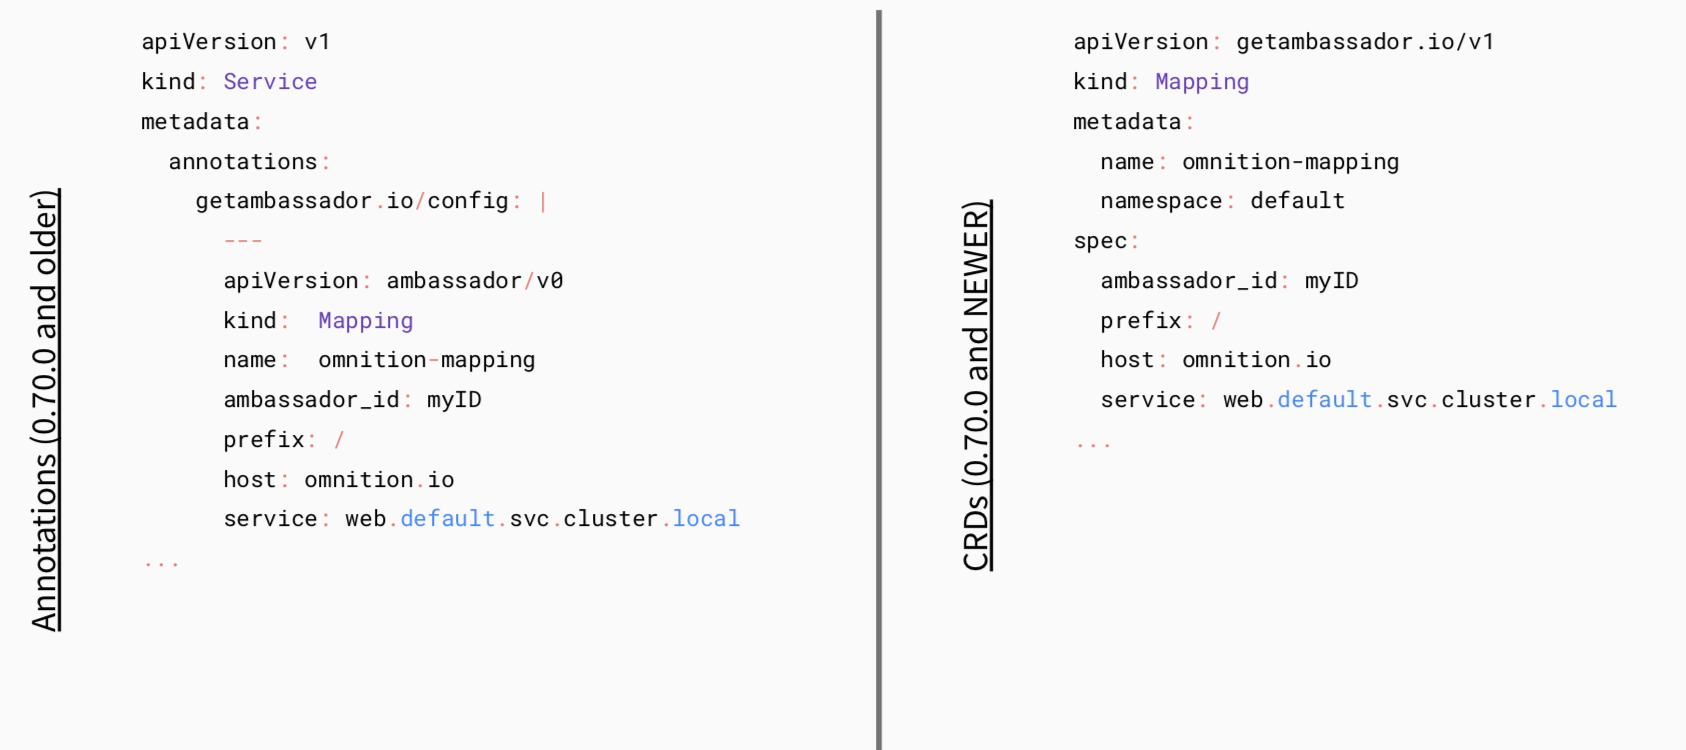 Annotations (0.70.0 and older)
apiVersion: v1
kind: Service
metadata:
  annotations:
    getambassador.io/config: |
      ---
      apiVersion: ambassador/v0
      kind:  Mapping
      name:  omnition-mapping
      ambassador_id: myID
      prefix: /
      host: omnition.io
      service: web.default.svc.cluster.local
...
CRDs (0.70.0 and NEWER)
apiVersion: getambassador.io/v1
kind: Mapping
metadata:
  name: omnition-mapping
  namespace: default
spec:
  ambassador_id: myID
  prefix: /
  host: omnition.io
  service: web.default.svc.cluster.local
...